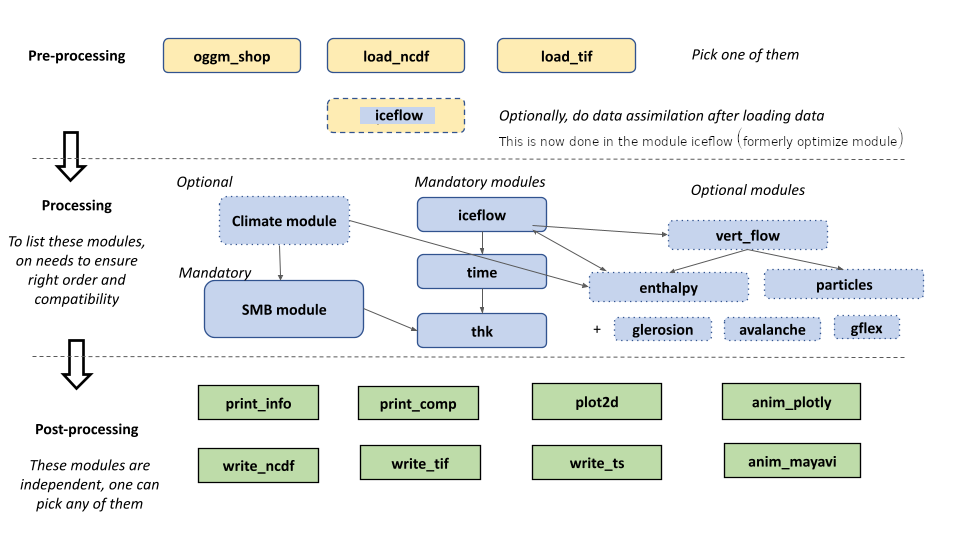 Pre-processing
oggm_shop
load_ncdf
load_tif
Pick one of them
iceflow
Optionally, do data assimilation after loading data
This is now done in the module iceflow (formerly optimize module)
Processing
To list these modules,
on needs to ensure
right order and
compatibility
Optional
Mandatory modules
Optional modules
Climate module
iceflow
vert_flow
Mandatory
time
enthalpy
particles
SMB module
thk
+
glerosion
avalanche
gflex
Post-processing
These modules are
independent, one can
pick any of them
print_info
print_comp
plot2d
anim_plotly
write_ncdf
write_tif
write_ts
anim_mayavi